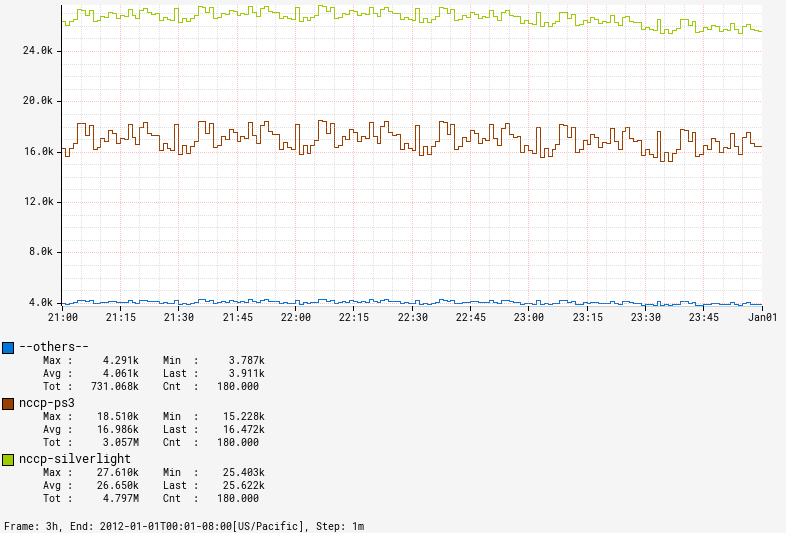 24.0k
20.0k
16.0k
12.0k
8.0k
4.0k
21:00 21:15 21:30 21:45 22:00 22:15 22:30 22:45 23:00 23:15 23:30 23:45 Jan01
--others--
Max : 4.291k Min : 3.787k
Avg : 4.061k Last : 3.911k
Tot : 731.068k Cnt : 180.000
nccp-ps3
Max : 18.510k Min : 15.228k
Avg : 16.986k Last : 16.472k
Tot : 3.057M Cnt : 180.000
nccp-silverlight
Max : 27.610k Min : 25.403k
Avg : 26.650k Last : 25.622k
Tot : 4.797M Cnt : 180.000
Frame: 3h, End: 2012-01-01T00:01-08:00[US/Pacific], Step: 1m